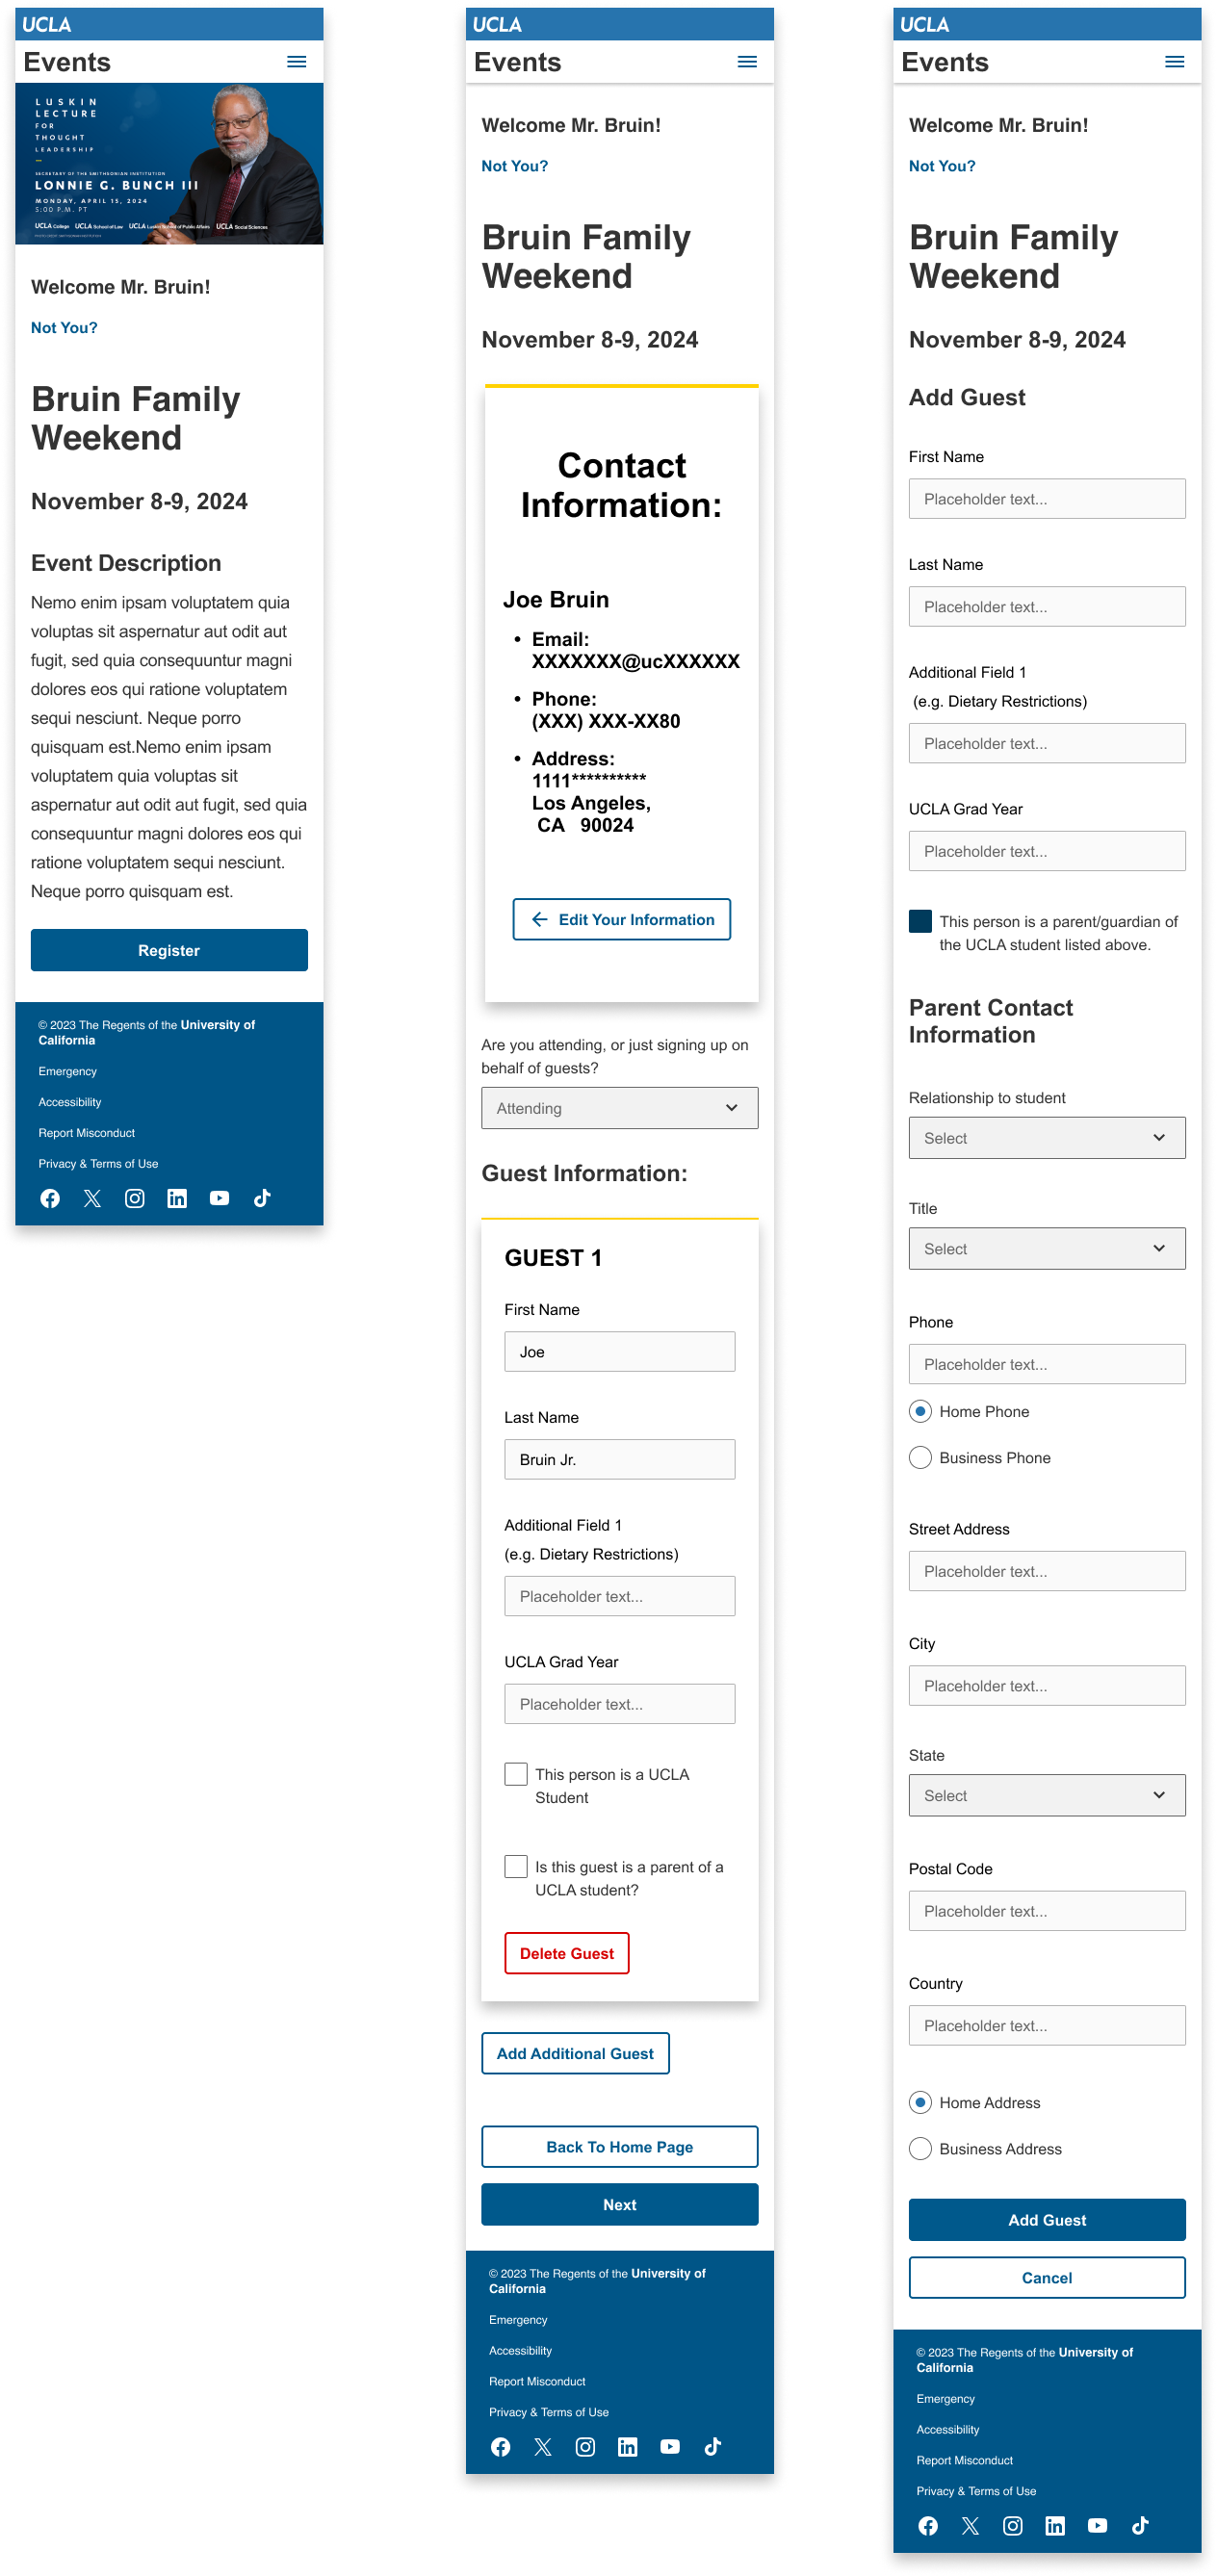 UCLA
Events
LUSKIN
LECTURE
FOR
THOUGHT
LEADERSHIP
SECRETARY OF THE SMITHSONIAN INSTITUTION
LONNIE G. BUNCH III
MONDAY, APRIL 15, 2024
5:00 P.M. PT
UCLA College UCLA School of Law UCLA Luskin School of Public Affairs UCLA Social Sciences
Welcome Mr. Bruin!
Not You?
Bruin Family
Weekend
November 8-9, 2024
Event Description
Nemo enim ipsam voluptatem quia
voluptas sit aspernatur aut odit aut
fugit, sed quia consequuntur magni
dolores eos qui ratione voluptatem
sequi nesciunt. Neque porro
quisquam est.Nemo enim ipsam
voluptatem quia voluptas sit
aspernatur aut odit aut fugit, sed quia
consequuntur magni dolores eos qui
ratione voluptatem sequi nesciunt.
Neque porro quisquam est.
Register
© 2023 The Regents of the University of
California
Emergency
Accessibility
Report Misconduct
Privacy & Terms of Use
UCLA
Events
Welcome Mr. Bruin!
Not You?
Bruin Family
Weekend
November 8-9, 2024
Contact
Information:
Joe Bruin
• Email:
XXXXXXX@ucXXXXXX
• Phone:
(XXX) XXX-XX80
• Address:
1111**********
Los Angeles,
CA 90024
Edit Your Information
Are you attending, or just signing up on
behalf of guests?
Attending
Guest Information:
GUEST 1
First Name
Joe
Last Name
Bruin Jr.
Additional Field 1
(e.g. Dietary Restrictions)
Placeholder text...
UCLA Grad Year
Placeholder text...
This person is a UCLA
Student
Is this guest is a parent of a
UCLA student?
Delete Guest
Add Additional Guest
Back To Home Page
Next
© 2023 The Regents of the University of
California
Emergency
Accessibility
Report Misconduct
Privacy & Terms of Use
UCLA
Events
Welcome Mr. Bruin!
Not You?
Bruin Family
Weekend
November 8-9, 2024
Add Guest
First Name
Placeholder text...
Last Name
Placeholder text...
Additional Field 1
(e.g. Dietary Restrictions)
Placeholder text...
UCLA Grad Year
Placeholder text...
This person is a parent/guardian of
the UCLA student listed above.
Parent Contact
Information
Relationship to student
Select
Title
Select
Phone
Placeholder text...
Home Phone
Business Phone
Street Address
Placeholder text...
City
Placeholder text...
State
Select
Postal Code
Placeholder text...
Country
Placeholder text...
Home Address
Business Address
Add Guest
Cancel
© 2023 The Regents of the University of
California
Emergency
Accessibility
Report Misconduct
Privacy & Terms of Use